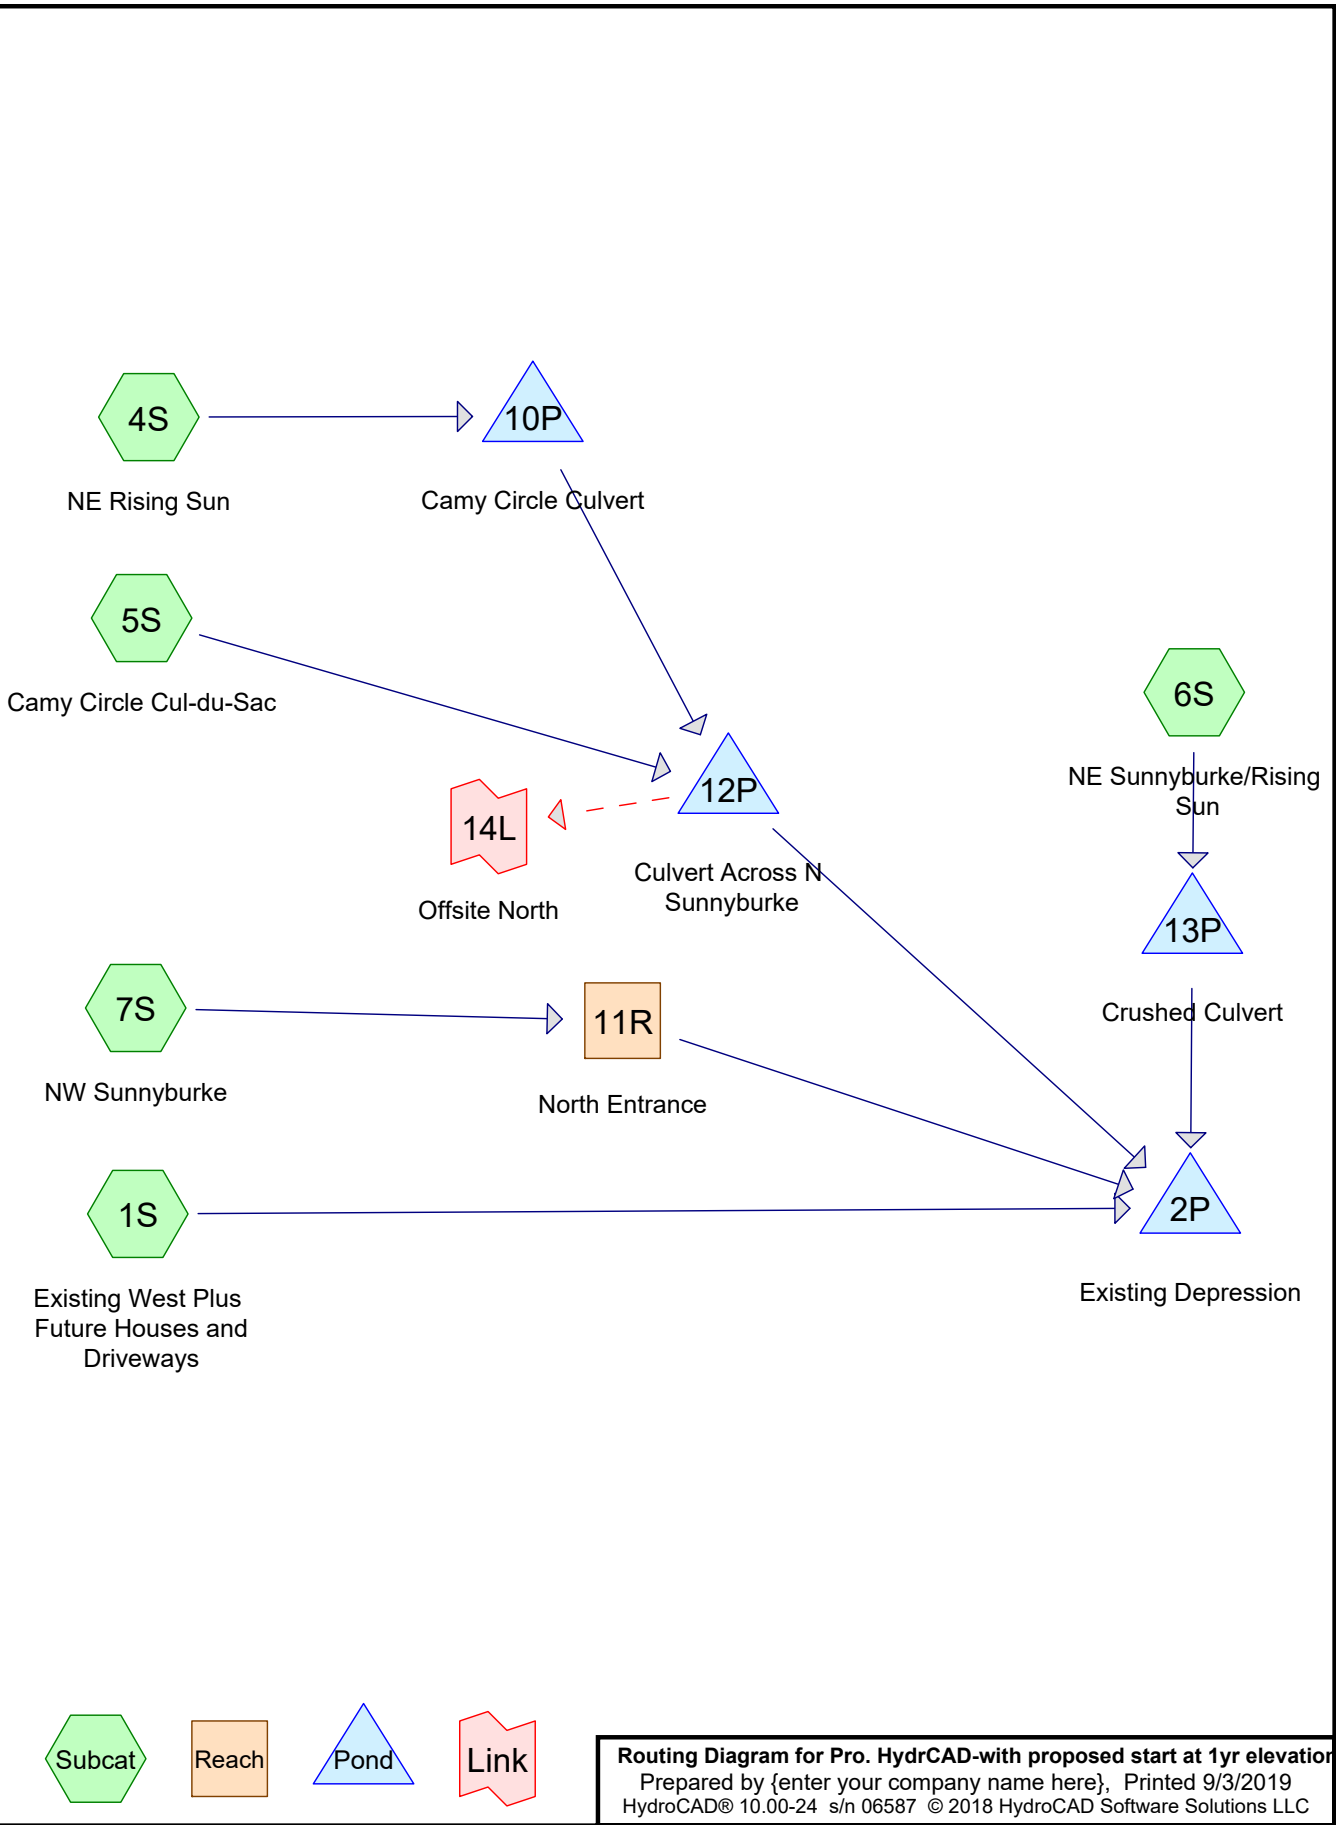 4S
NE Rising Sun
10P
Camy Circle Culvert
5S
Camy Circle Cul-du-Sac
6S
NE Sunnyburke/Rising
Sun
12P
Culvert Across N
Sunnyburke
14L
Offsite North
13P
Crushed Culvert
7S
NW Sunnyburke
11R
North Entrance
1S
Existing West Plus
Future Houses and
Driveways
2P
Existing Depression
Subcat
Reach
Pond
Link
Routing Diagram for Pro. HydrCAD-with proposed start at 1yr elevation
Prepared by {enter your company name here}, Printed 9/3/2019
HydroCAD® 10.00-24 s/n 06587 © 2018 HydroCAD Software Solutions LLC